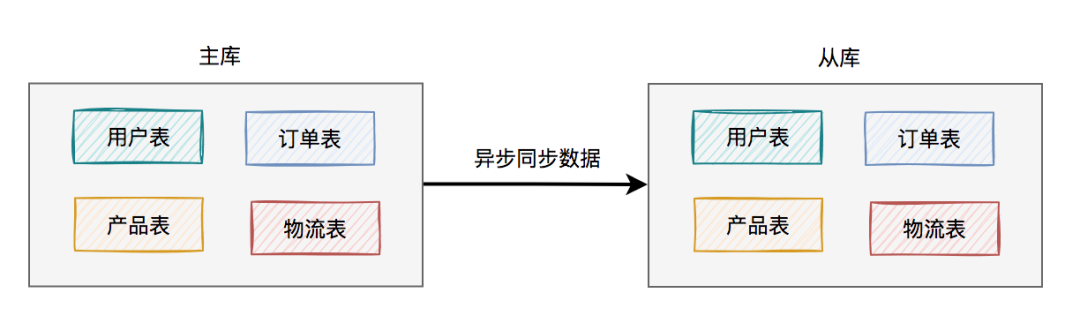 主库
从库
用户表
订单表
产品表
物流表
异步同步数据
用户表
订单表
产品表
物流表